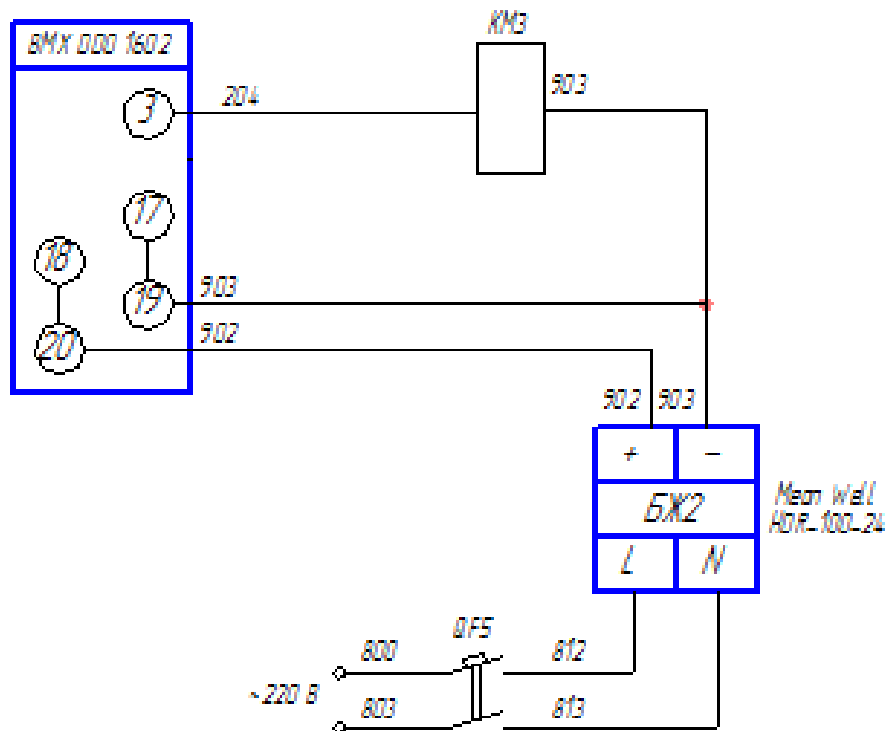 BMX DDO 1602
КМ3
204
903
3
17
18
19
903
20
902
902
903
+
-
БЖ2
Mean Well
HDR-100-24
L
N
QF5
800
812
~220 В
803
813